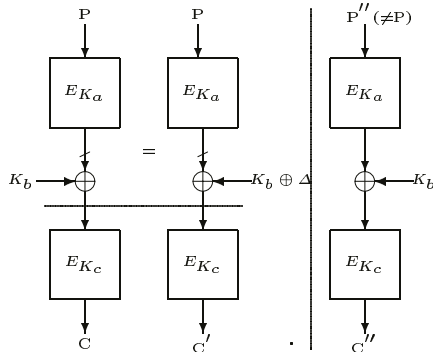 P P P′′ (≠P)
E_{K_a} E_{K_a} E_{K_a}
=
K_b K_b ⊕ Δ K_b
E_{K_c} E_{K_c} E_{K_c}
C C′ . C′′